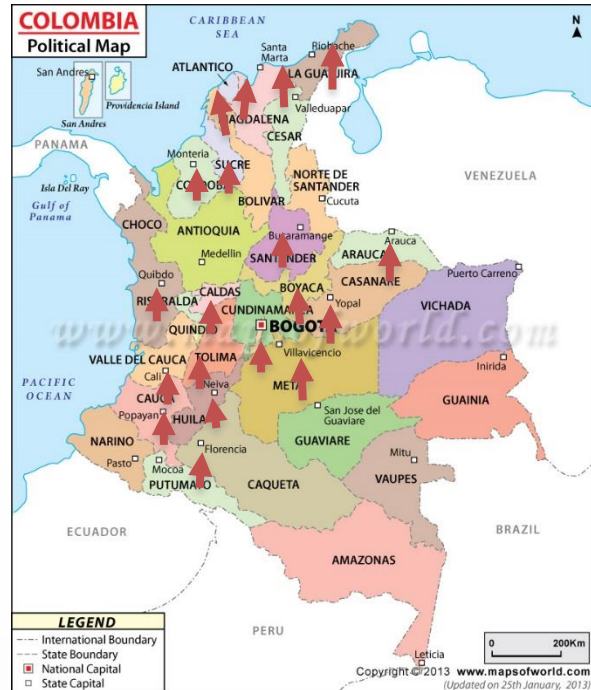 COLOMBIA
Political Map
CARIBBEAN
SEA
N
San Andres
San Andres
Providencia Island
Santa
Marta
Riohache
ATLANTICO
LA GUAJIRA
MAGDALENA
Valleduapar
CESAR
PANAMA
Isla Del Ray
Gulf of
Panama
Monteria
SUCRE
CORDOBA
BOLIVAR
NORTE DE
SANTANDER
Cucuta
VENEZUELA
CHOCO
ANTIOQUIA
Medellin
Bucaramange
SANTANDER
Arauca
ARAUCA
Puerto Carreno
Quibdo
RISARALDA
CALDAS
BOYACA
CASANARE
Yopal
VICHADA
CUNDINAMARCA
BOGOTA
www.mapsofworld.com
QUINDIO
VALLE DEL CAUCA
TOLIMA
Villavicencio
Inirida
Cali
Neiva
META
GUAINIA
PACIFIC
OCEAN
CAUCA
Popayan
HUILA
San Jose del
Guaviare
GUAVIARE
NARINO
Pasto
Mocoa
Florencia
Mitu
VAUPES
PUTUMAYO
CAQUETA
ECUADOR
BRAZIL
AMAZONAS
PERU
Leticia
LEGEND
International Boundary
State Boundary
National Capital
State Capital
0 200Km
Copyright © 2013 www.mapsofworld.com
(Updated on 25th January, 2013)